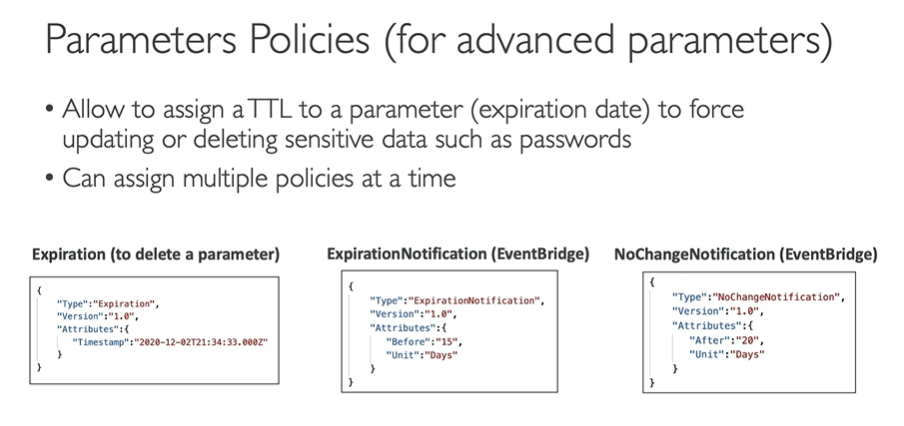 Parameters Policies (for advanced parameters)
• Allow to assign a TTL to a parameter (expiration date) to force
updating or deleting sensitive data such as passwords
• Can assign multiple policies at a time
Expiration (to delete a parameter)
{
"Type":"Expiration",
"Version":"1.0",
"Attributes":{
"Timestamp":"2020-12-02T21:34:33.000Z"
}
}
ExpirationNotification (EventBridge)
{
"Type":"ExpirationNotification",
"Version":"1.0",
"Attributes":{
"Before":"15",
"Unit":"Days"
}
}
NoChangeNotification (EventBridge)
{
"Type":"NoChangeNotification",
"Version":"1.0",
"Attributes":{
"After":"20",
"Unit":"Days"
}
}